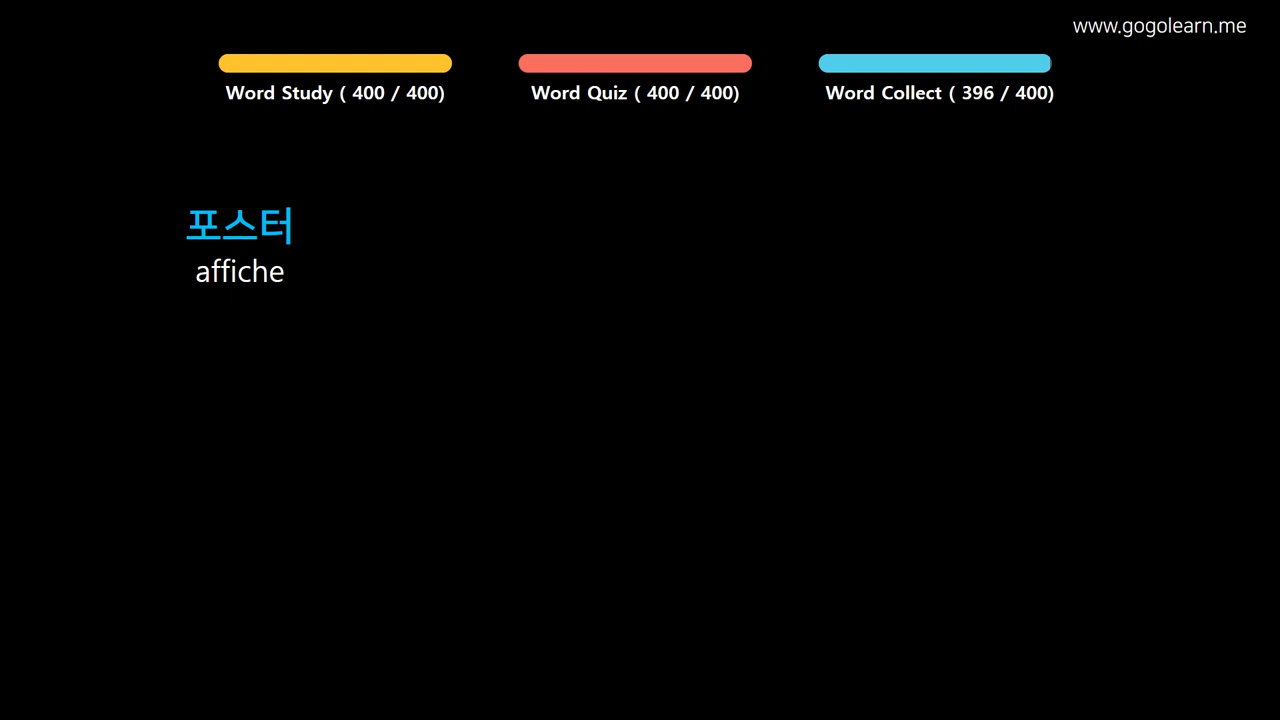 www.gogolearn.me
Word Study ( 400 / 400)
Word Quiz ( 400 / 400)
Word Collect ( 396 / 400)
포스터
affiche